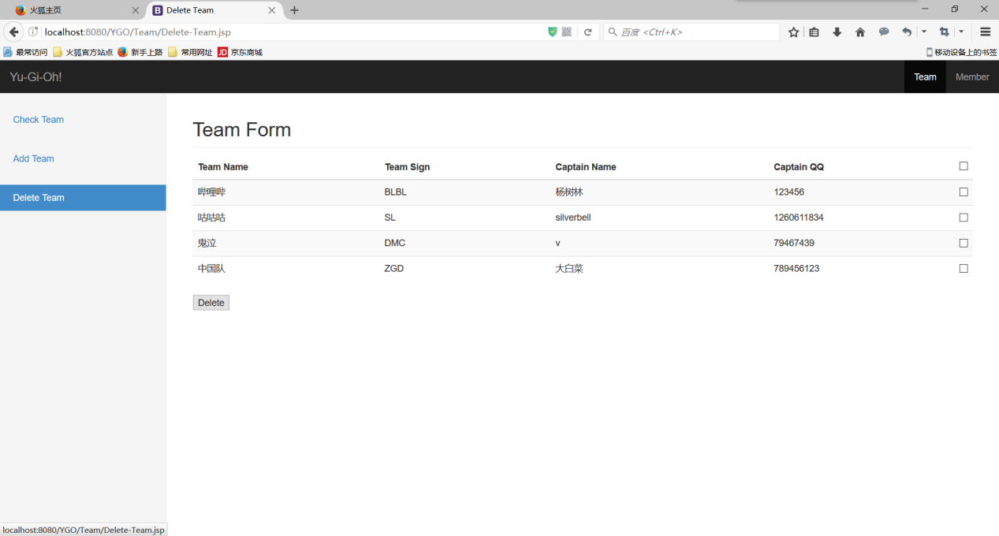 火狐主页
Delete Team
localhost:8080/YGO/Team/Delete-Team.jsp
百度 <Ctrl+K>
最常访问 火狐官方站点 新手上路 常用网址 JD 京东商城 移动设备上的书签
Yu-Gi-Oh! Team Member
Check Team
Add Team
Delete Team
Team Form
Team Name Team Sign Captain Name Captain QQ
哔哩哔 BLBL 杨树林 123456
咕咕咕 SL silverbell 1260611834
鬼泣 DMC v 79467439
中国队 ZGD 大白菜 789456123
Delete
localhost:8080/YGO/Team/Delete-Team.jsp